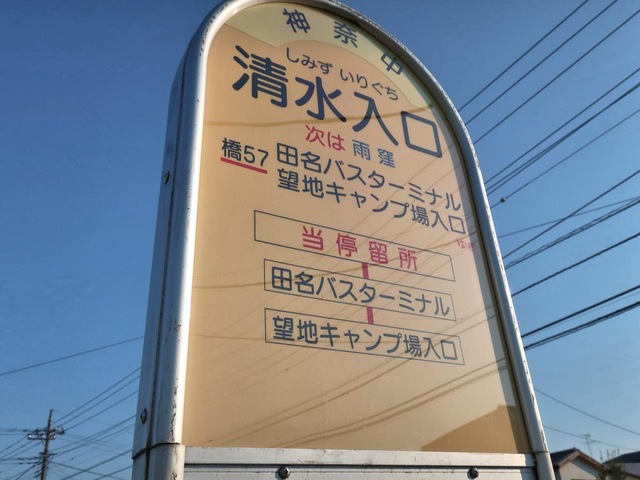 神奈中
しみず いりぐち
清水入口
次は 雨窪
橋57 田名バスターミナル
望地キャンプ場入口
ゆき
当停留所
田名バスターミナル
望地キャンプ場入口